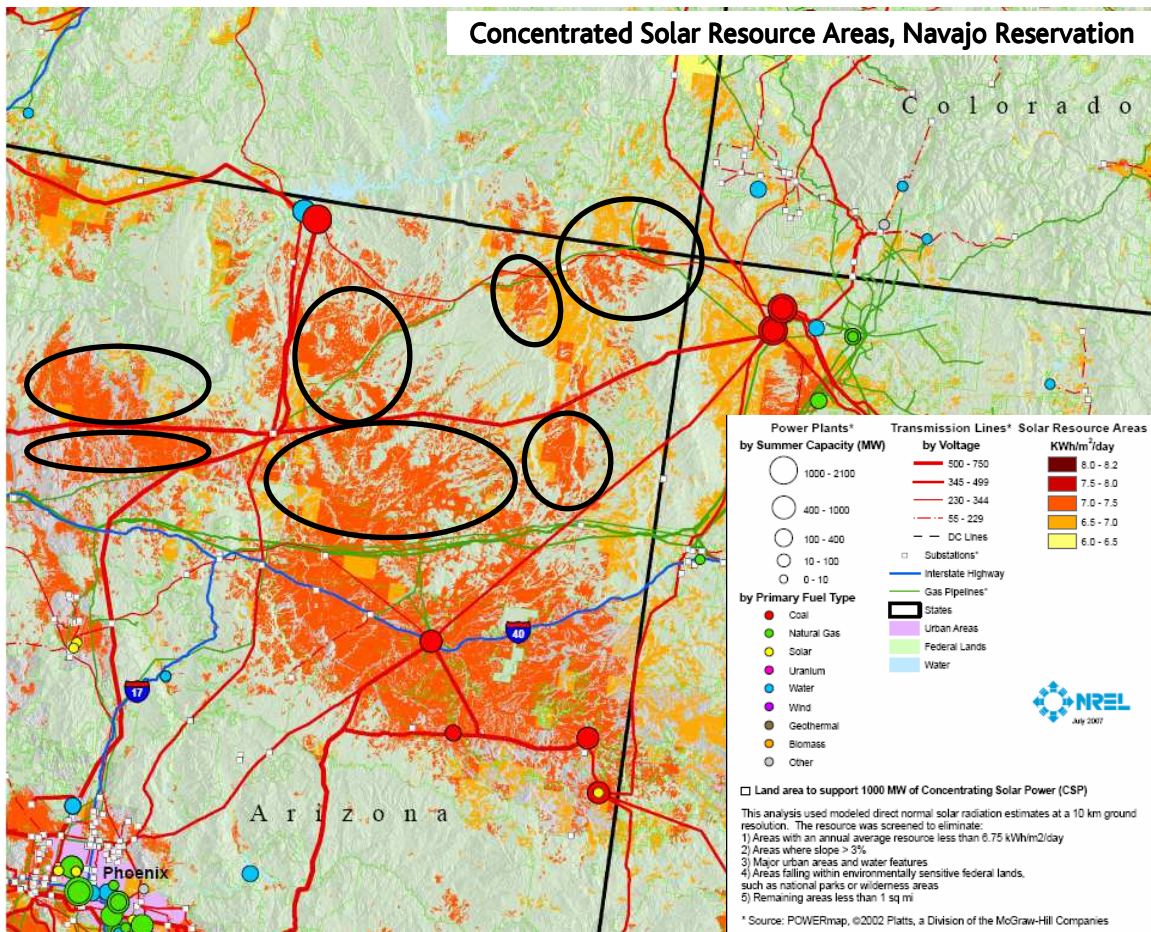 Concentrated Solar Resource Areas, Navajo Reservation
Colorado
Arizona
Phoenix
40
17
Power Plants*
by Summer Capacity (MW)
1000 - 2100
400 - 1000
100 - 400
10 - 100
0 - 10
by Primary Fuel Type
Coal
Natural Gas
Solar
Uranium
Water
Wind
Geothermal
Biomass
Other
Transmission Lines*
by Voltage
500 - 750
345 - 499
230 - 344
55 - 229
DC Lines
Substations*
Interstate Highway
Gas Pipelines*
States
Urban Areas
Federal Lands
Water
Solar Resource Areas
KWh/m²/day
8.0 - 8.2
7.5 - 8.0
7.0 - 7.5
6.5 - 7.0
6.0 - 6.5
NREL
July 2007
Land area to support 1000 MW of Concentrating Solar Power (CSP)
This analysis used modeled direct normal solar radiation estimates at a 10 km ground
resolution. The resource was screened to eliminate:
1) Areas with an annual average resource less than 6.75 kWh/m2/day
2) Areas where slope > 3%
3) Major urban areas and water features
4) Areas falling within environmentally sensitive federal lands,
such as national parks or wilderness areas
5) Remaining areas less than 1 sq mi
* Source: POWERmap, ©2002 Platts, a Division of the McGraw-Hill Companies